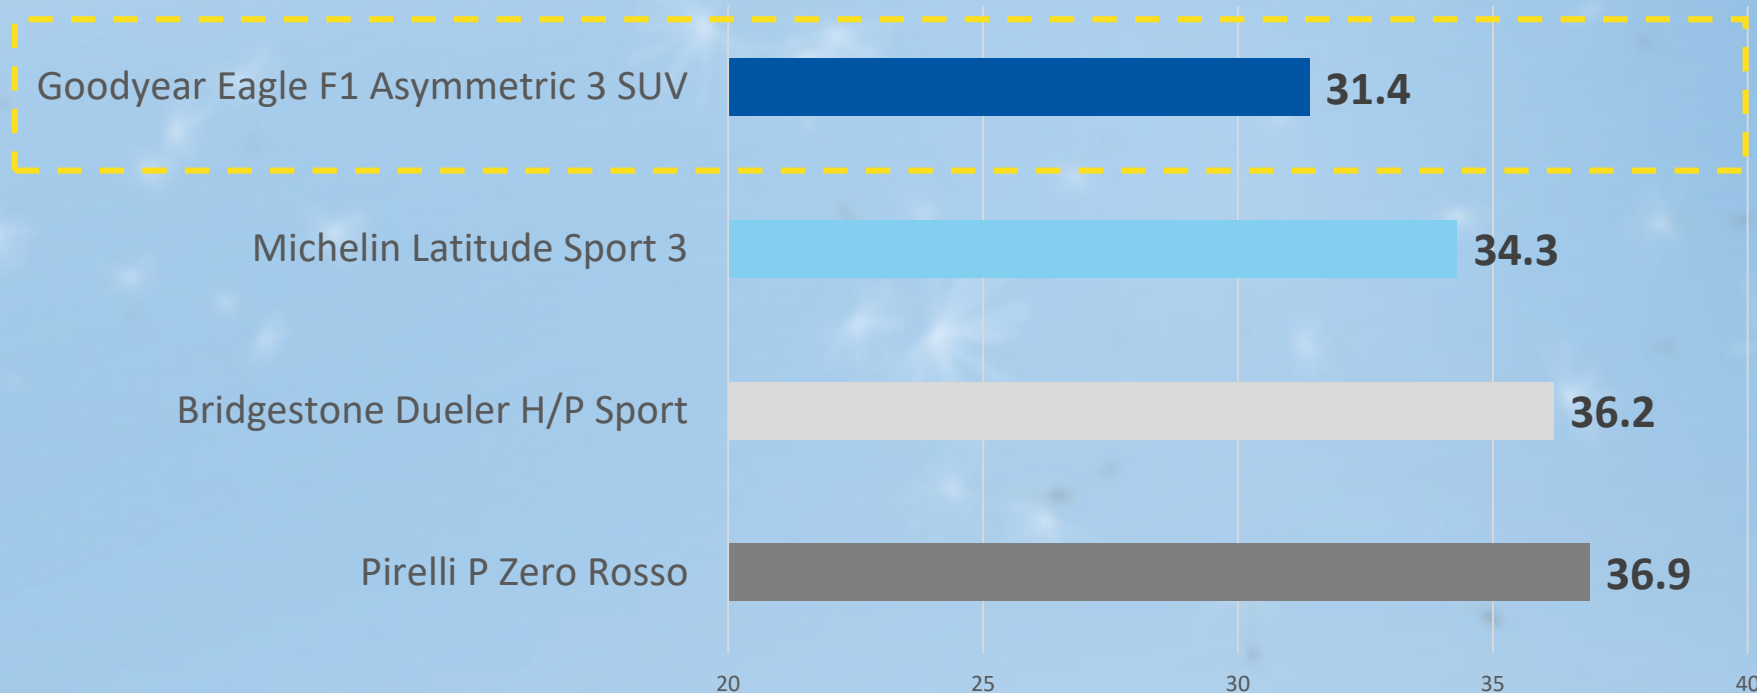 Goodyear Eagle F1 Asymmetric 3 SUV 31.4
Michelin Latitude Sport 3 34.3
Bridgestone Dueler H/P Sport 36.2
Pirelli P Zero Rosso 36.9
20 25 30 35 40